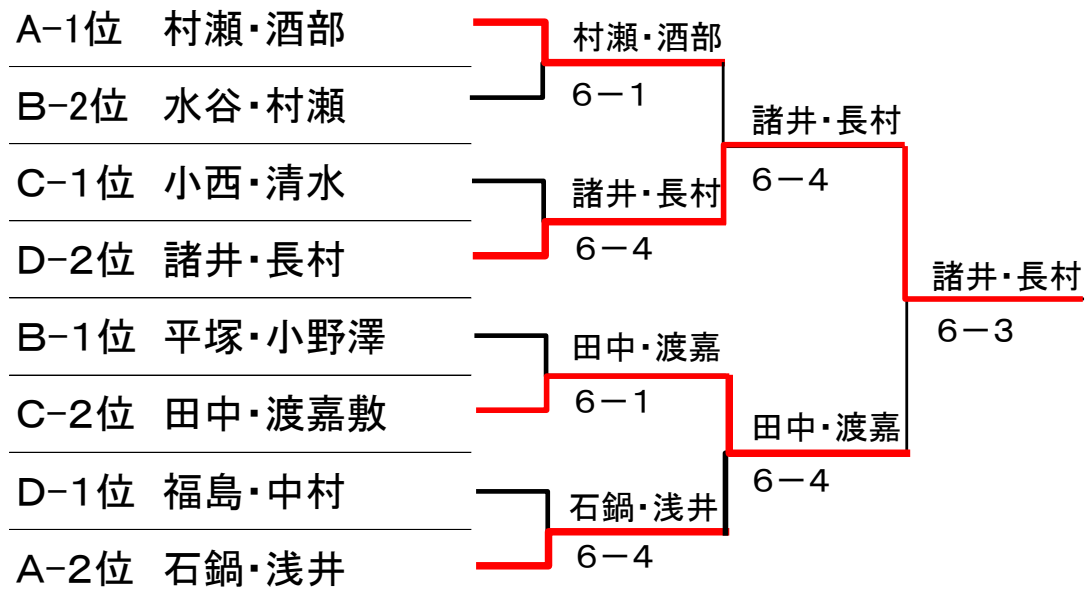 A-1位 村瀬・酒部
B-2位 水谷・村瀬
C-1位 小西・清水
D-2位 諸井・長村
B-1位 平塚・小野澤
C-2位 田中・渡嘉敷
D-1位 福島・中村
A-2位 石鍋・浅井
村瀬・酒部
6－1
諸井・長村
6－4
田中・渡嘉
6－1
石鍋・浅井
6－4
諸井・長村
6－4
田中・渡嘉
6－4
諸井・長村
6－3